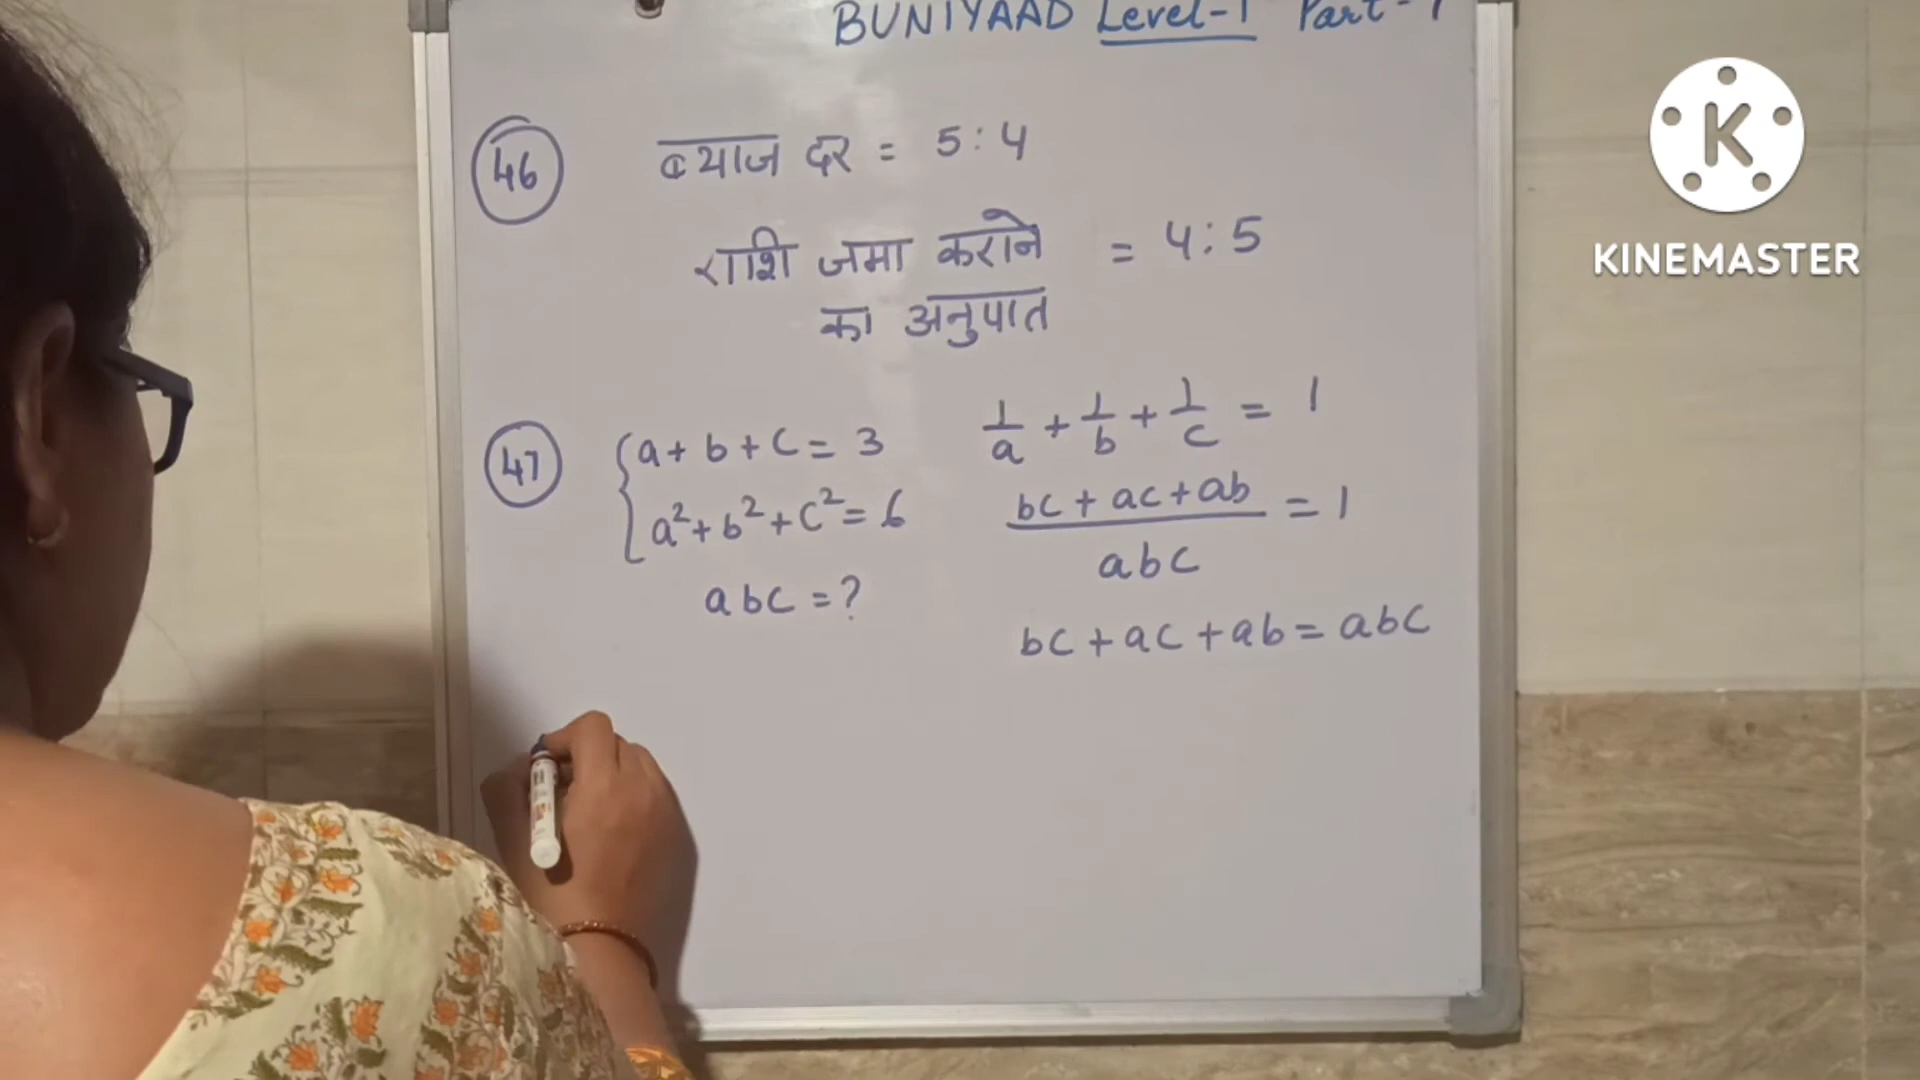 BUNIYAAD Level-1 Part-1
46 ब्याज दर = 5:4
राशि जमा कराने = 4:5
का अनुपात
47 a+b+c=3
a²+b²+c²=6
abc=?
1/a + 1/b + 1/c = 1
bc+ac+ab/abc = 1
bc+ac+ab=abc
K
KINEMASTER